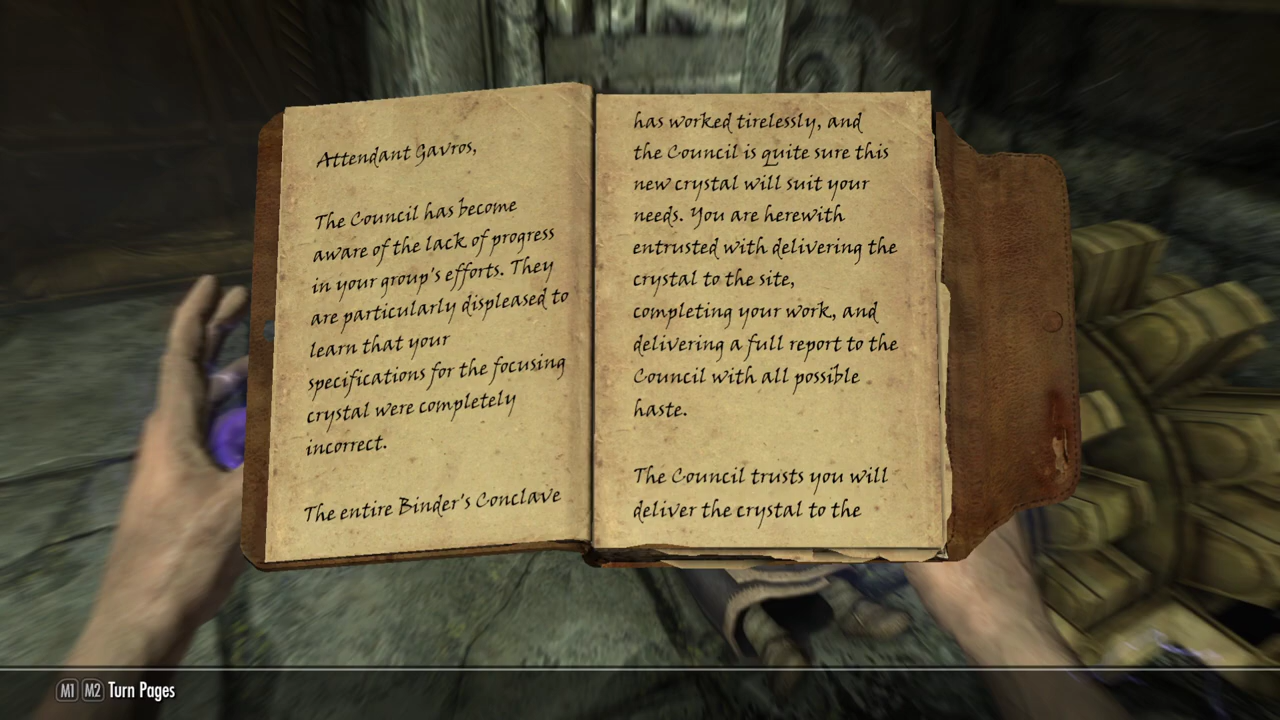 Attendant Gavros,
The Council has become
aware of the lack of progress
in your group's efforts. They
are particularly displeased to
learn that your
specifications for the focusing
crystal were completely
incorrect.
The entire Binder's Conclave
has worked tirelessly, and
the Council is quite sure this
new crystal will suit your
needs. You are herewith
entrusted with delivering the
crystal to the site,
completing your work, and
delivering a full report to the
Council with all possible
haste.
The Council trusts you will
deliver the crystal to the
M1 M2 Turn Pages